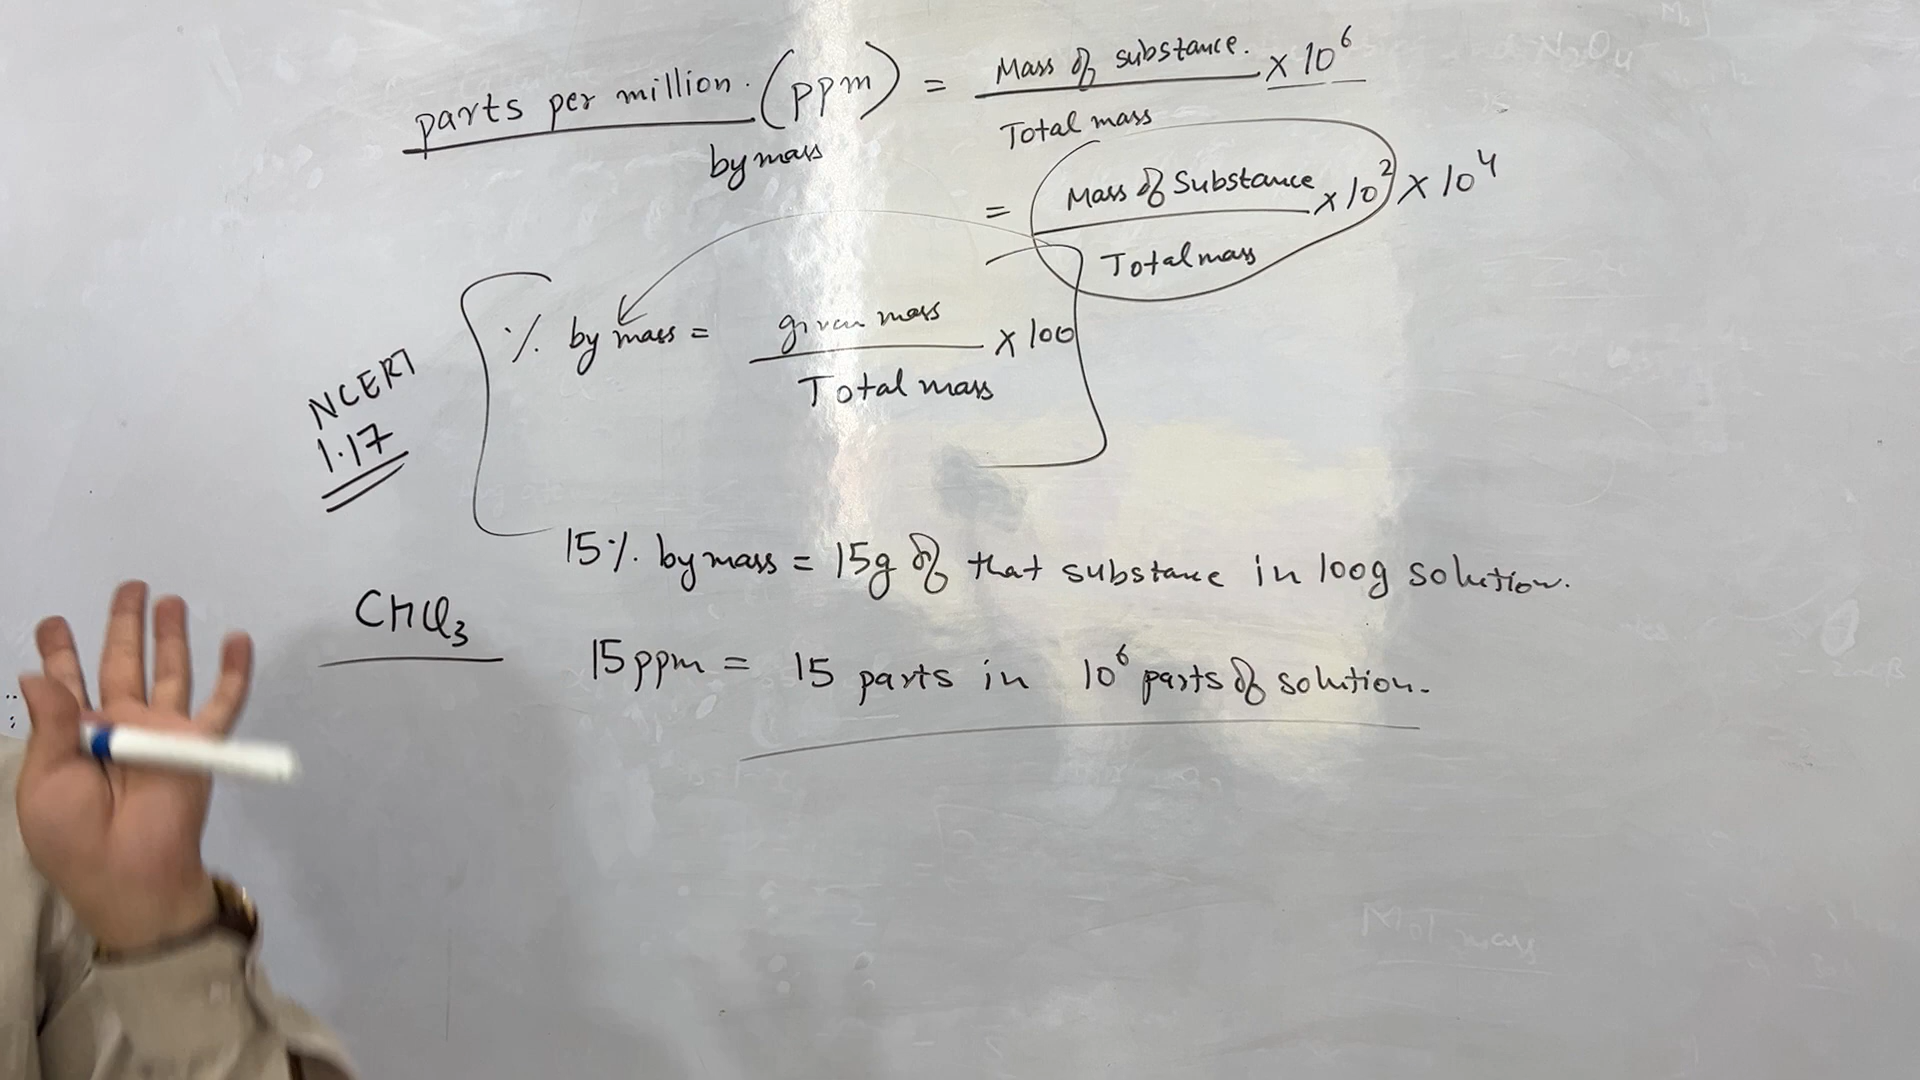 parts per million. (ppm) by mass = Mass of substance. / Total mass × 10⁶
= Mass of Substance / Total mass × 10² × 10⁴
% by mass = given mass / Total mass × 100
NCERT
1.17
15% by mass = 15g of that substance in 100g solution.
CHCl₃
15ppm = 15 parts in 10⁶ parts of solution.